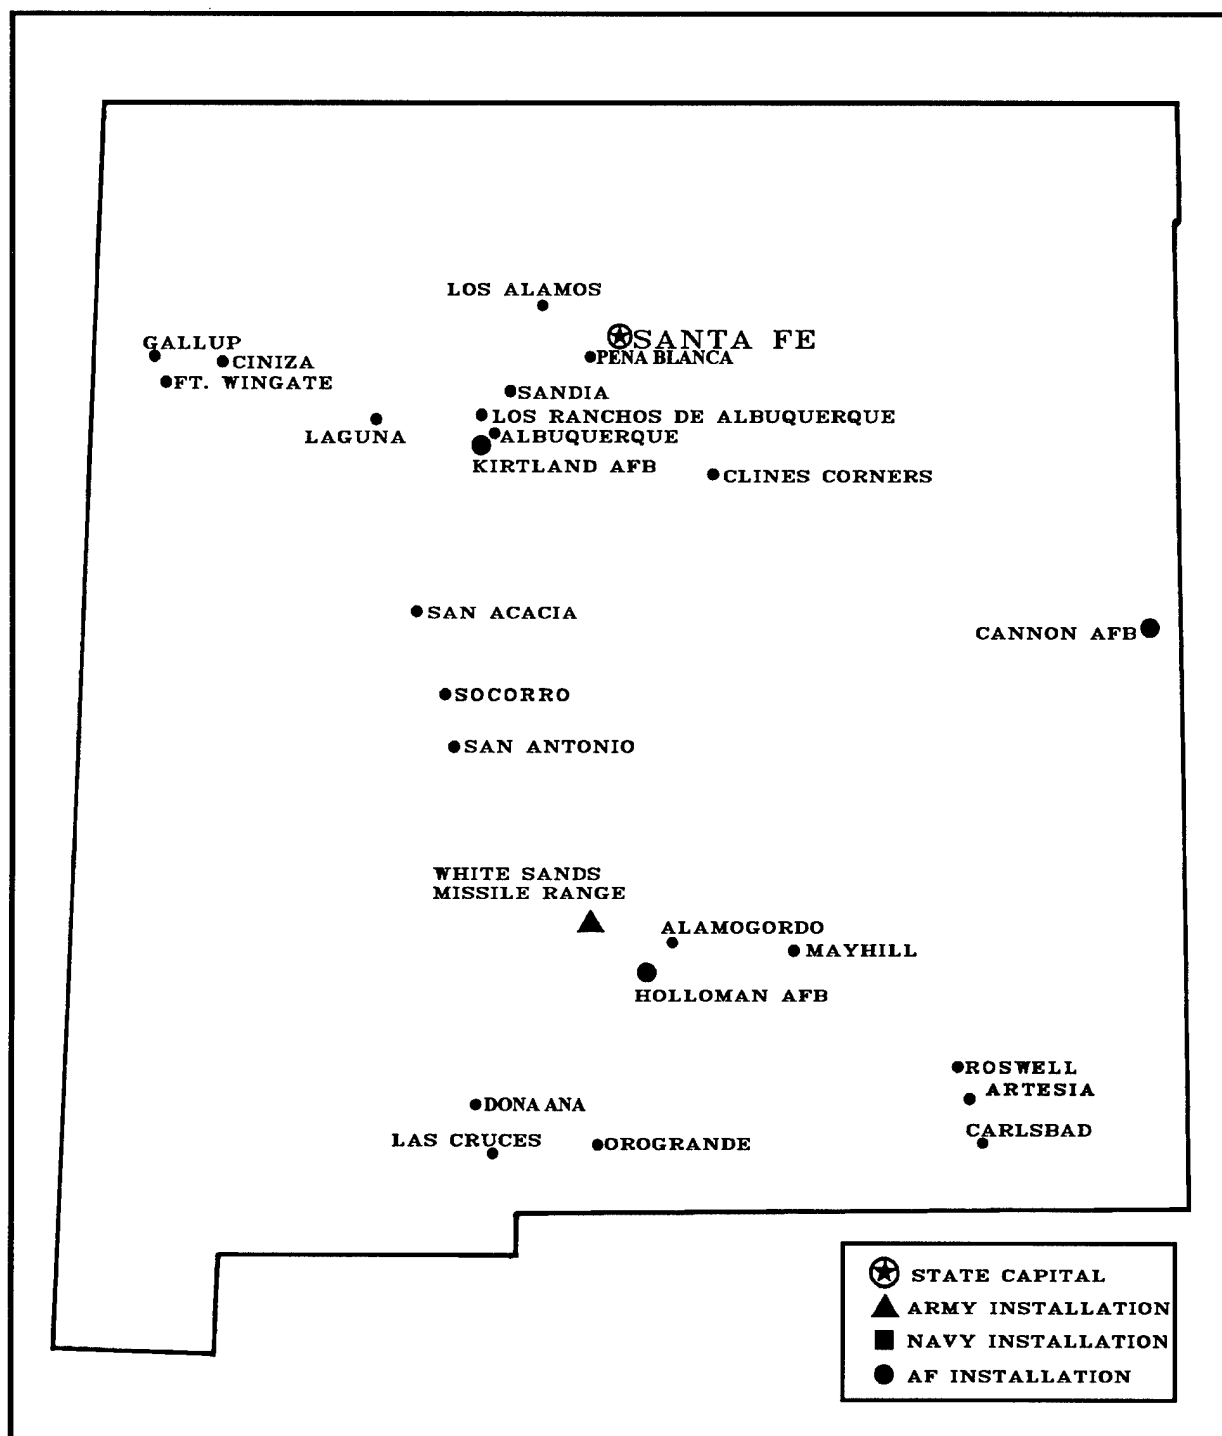 LOS ALAMOS
SANTA FE
GALLUP
PENA BLANCA
CINIZA
FT. WINGATE
SANDIA
LOS RANCHOS DE ALBUQUERQUE
LAGUNA
ALBUQUERQUE
KIRTLAND AFB
CLINES CORNERS
SAN ACACIA
CANNON AFB
SOCORRO
SAN ANTONIO
WHITE SANDS
MISSILE RANGE
ALAMOGORDO
MAYHILL
HOLLOMAN AFB
ROSWELL
ARTESIA
DONA ANA
CARLSBAD
LAS CRUCES
OROGRANDE
STATE CAPITAL
ARMY INSTALLATION
NAVY INSTALLATION
AF INSTALLATION